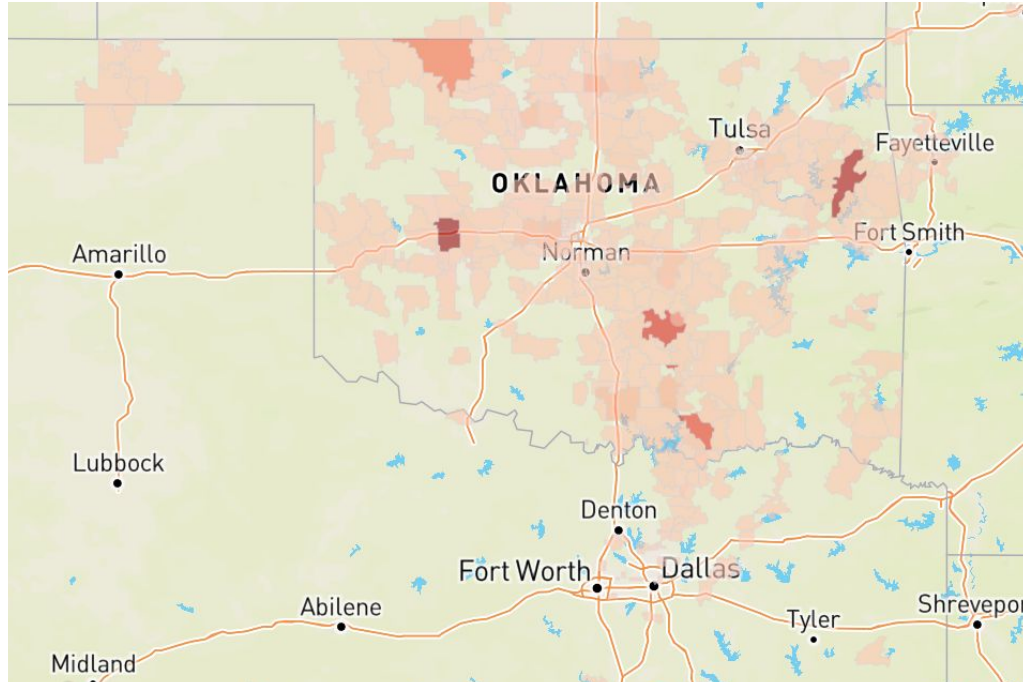 Tulsa
Fayetteville
OKLAHOMA
Fort Smith
Amarillo
Norman
Lubbock
Denton
Fort Worth
Dallas
Abilene
Tyler
Shrevepor
Midland